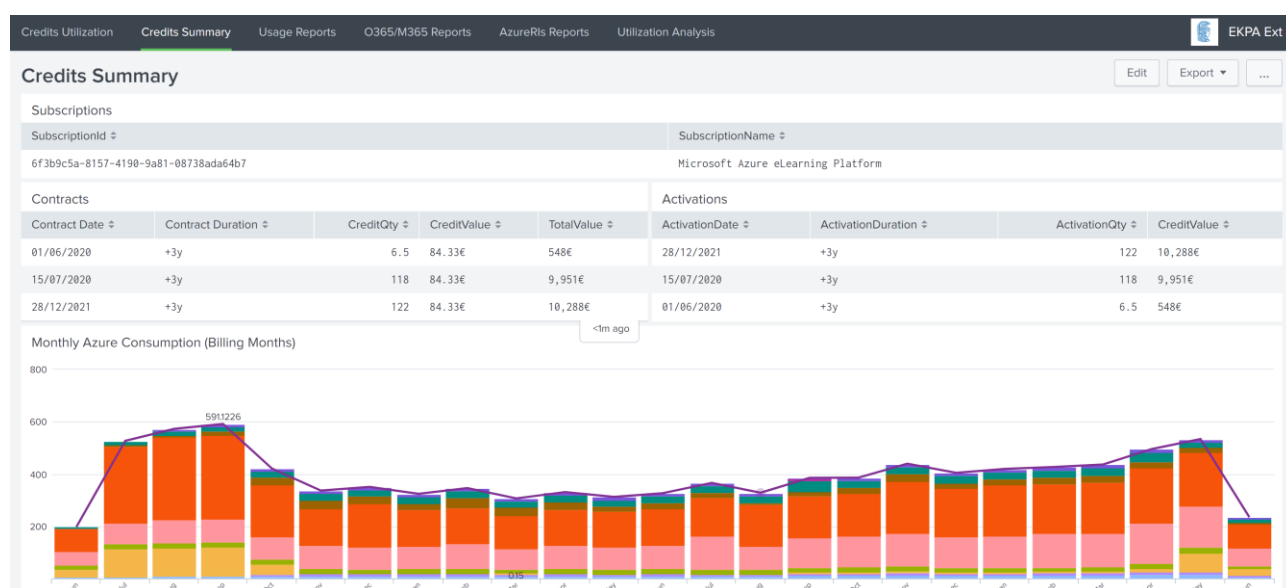 Credits Utilization Credits Summary Usage Reports O365/M365 Reports AzureRIs Reports Utilization Analysis EKPA Ext
Credits Summary Edit Export ...
Subscriptions
SubscriptionId SubscriptionName
6f3b9c5a-8157-4190-9a81-08738ada64b7 Microsoft Azure eLearning Platform
Contracts Activations
Contract Date Contract Duration CreditQty CreditValue TotalValue ActivationDate ActivationDuration ActivationQty CreditValue
01/06/2020 +3y 6.5 84.33€ 548€ 28/12/2021 +3y 122 10,288€
15/07/2020 +3y 118 84.33€ 9,951€ 15/07/2020 +3y 118 9,951€
28/12/2021 +3y 122 84.33€ 10,288€ 01/06/2020 +3y 6.5 548€
<1m ago
Monthly Azure Consumption (Billing Months)
800
600
591.1226
400
200
0.15